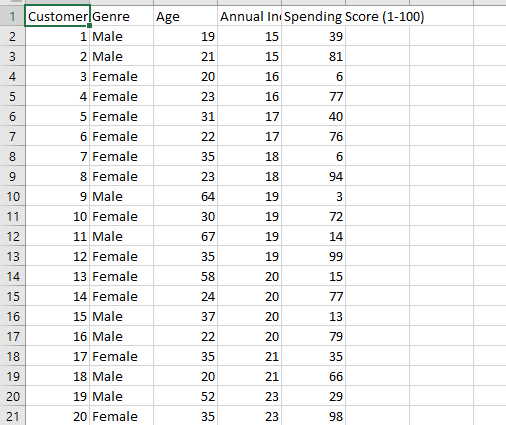 1 Customer Genre Age Annual In Spending Score (1-100)
2 1 Male 19 15 39
3 2 Male 21 15 81
4 3 Female 20 16 6
5 4 Female 23 16 77
6 5 Female 31 17 40
7 6 Female 22 17 76
8 7 Female 35 18 6
9 8 Female 23 18 94
10 9 Male 64 19 3
11 10 Female 30 19 72
12 11 Male 67 19 14
13 12 Female 35 19 99
14 13 Female 58 20 15
15 14 Female 24 20 77
16 15 Male 37 20 13
17 16 Male 22 20 79
18 17 Female 35 21 35
19 18 Male 20 21 66
20 19 Male 52 23 29
21 20 Female 35 23 98